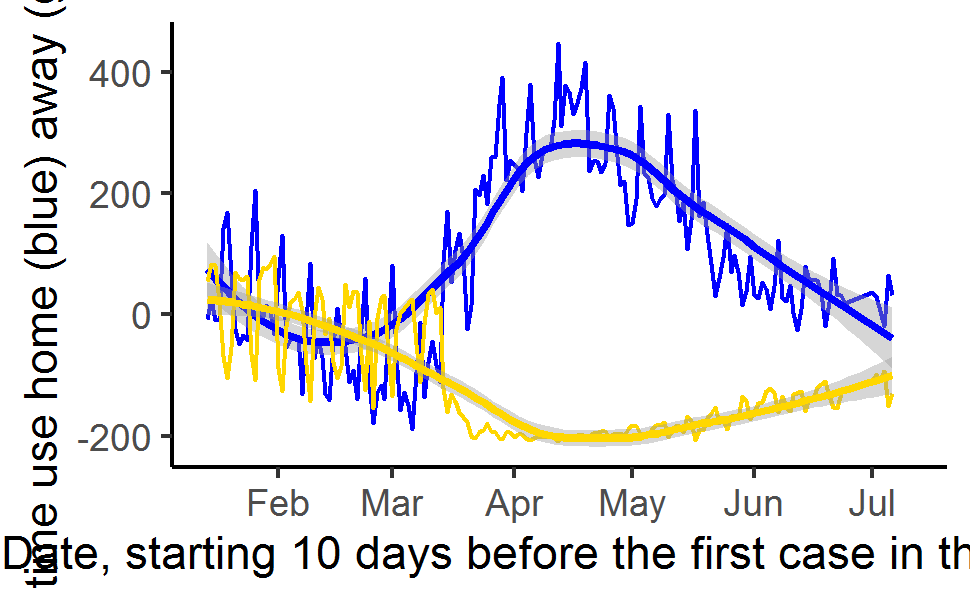 time use home (blue) away (
400
200
0
-200
Feb Mar Apr May Jun Jul
Date, starting 10 days before the first case in th